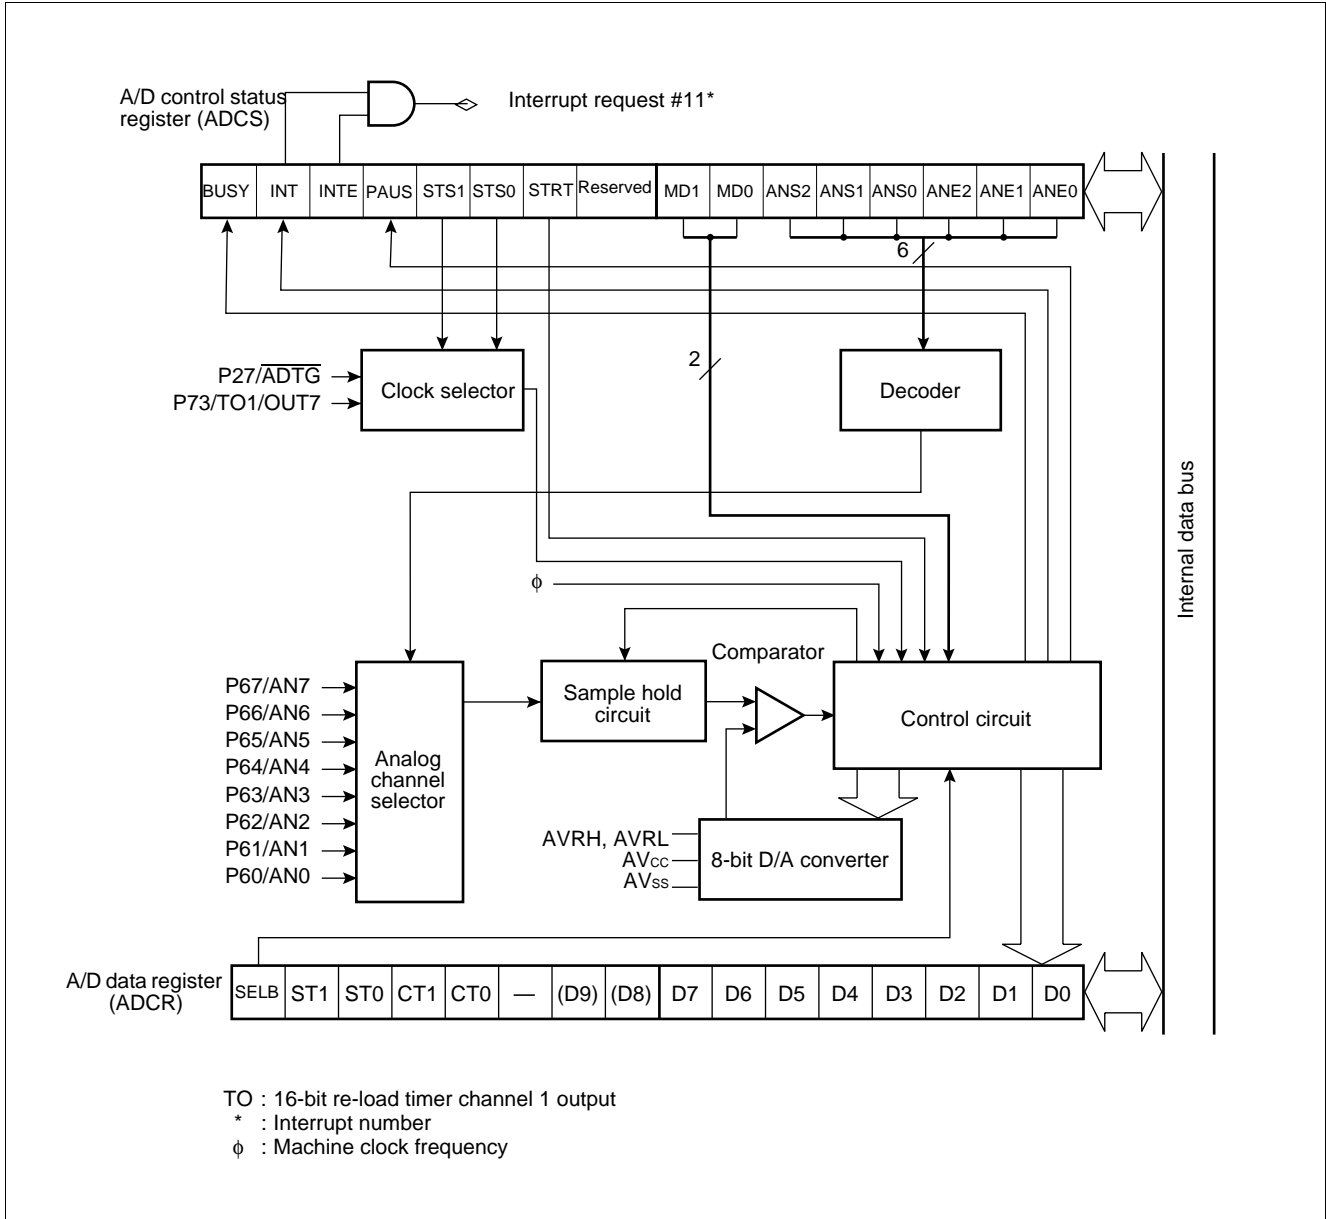 A/D control status
register (ADCS)
Interrupt request #11*
BUSY INT INTE PAUS STS1 STS0 STRT Reserved MD1 MD0 ANS2 ANS1 ANS0 ANE2 ANE1 ANE0
6
2
P27/ADTG
P73/TO1/OUT7
Clock selector
Decoder
Internal data bus
ϕ
Comparator
P67/AN7
P66/AN6
P65/AN5
P64/AN4
P63/AN3
P62/AN2
P61/AN1
P60/AN0
Analog
channel
selector
Sample hold
circuit
Control circuit
AVRH, AVRL
AVCC
AVSS
8-bit D/A converter
A/D data register
(ADCR)
SELB ST1 ST0 CT1 CT0 — (D9) (D8) D7 D6 D5 D4 D3 D2 D1 D0
TO : 16-bit re-load timer channel 1 output
* : Interrupt number
ϕ : Machine clock frequency